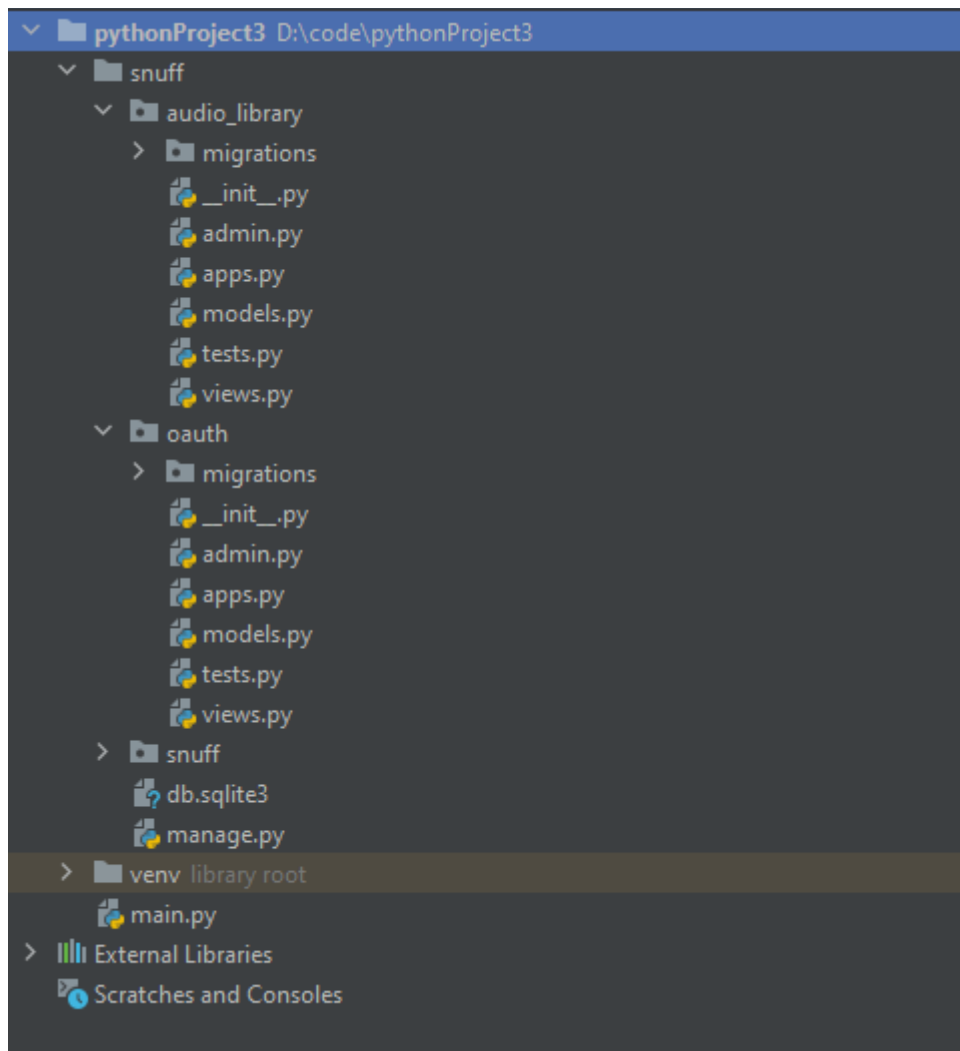 pythonProject3 D:\code\pythonProject3
snuff
audio_library
migrations
__init__.py
admin.py
apps.py
models.py
tests.py
views.py
oauth
migrations
__init__.py
admin.py
apps.py
models.py
tests.py
views.py
snuff
db.sqlite3
manage.py
venv library root
main.py
External Libraries
Scratches and Consoles